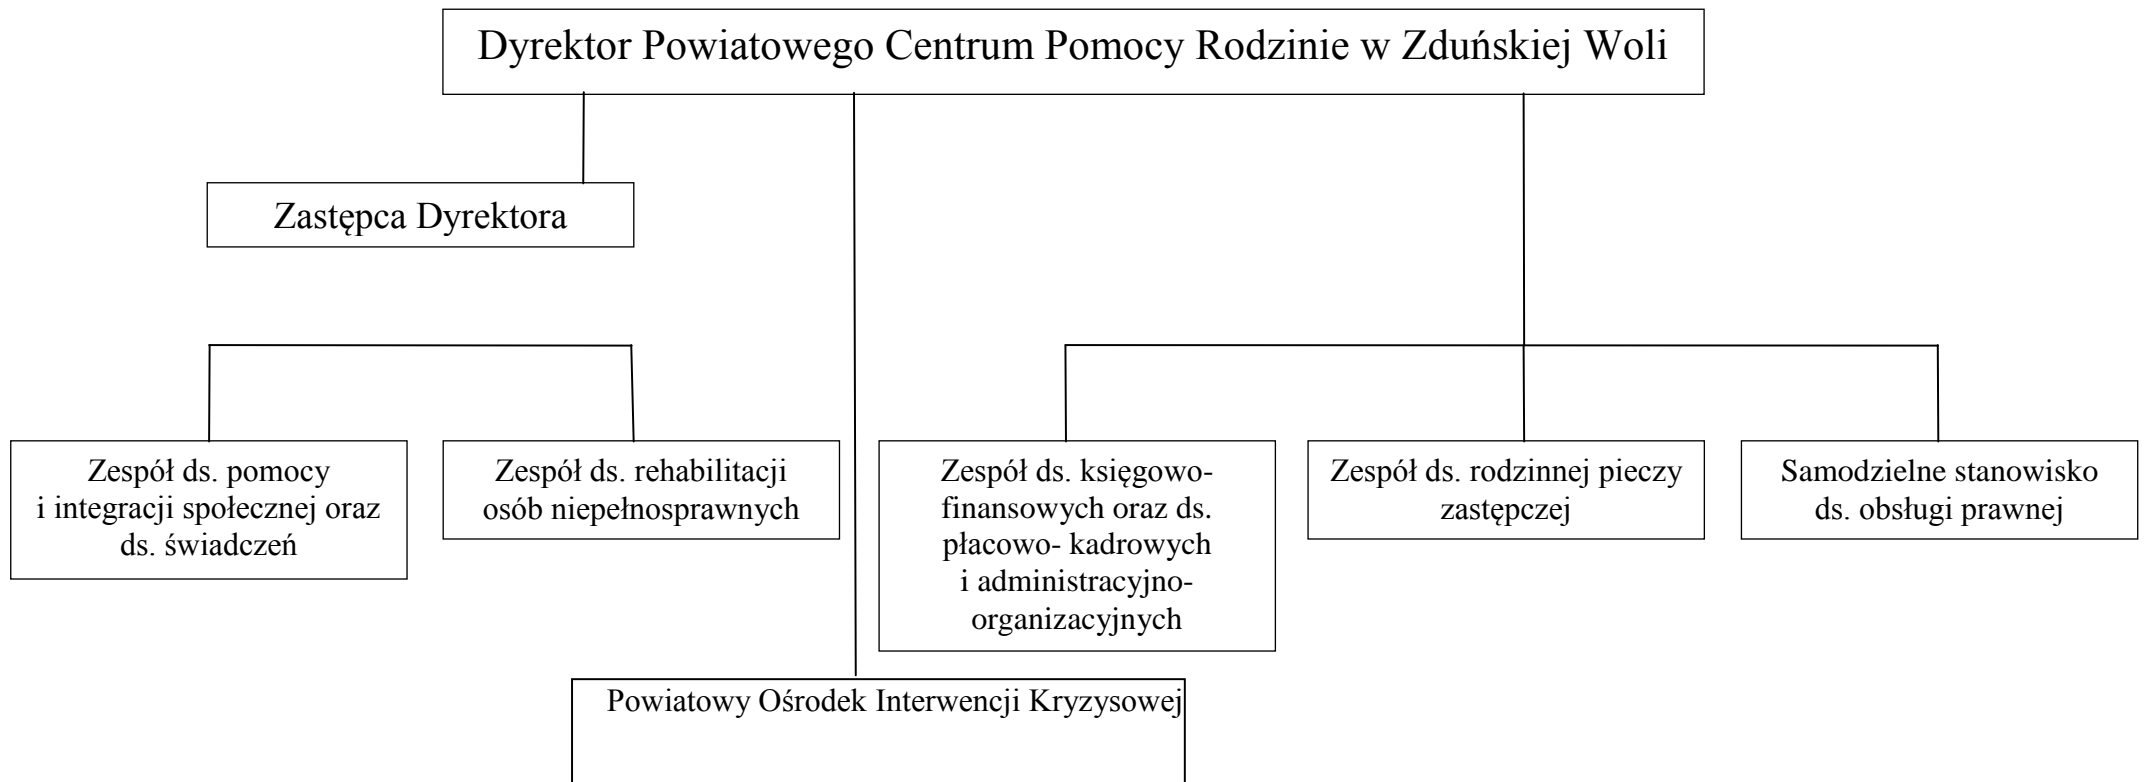 Dyrektor Powiatowego Centrum Pomocy Rodzinie w Zduńskiej Woli
Zastępca Dyrektora
Zespół ds. pomocy
i integracji społecznej oraz
ds. świadczeń
Zespół ds. rehabilitacji
osób niepełnosprawnych
Zespół ds. księgowo-
finansowych oraz ds.
płacowo- kadrowych
i administracyjno-
organizacyjnych
Zespół ds. rodzinnej pieczy
zastępczej
Samodzielne stanowisko
ds. obsługi prawnej
Powiatowy Ośrodek Interwencji Kryzysowej